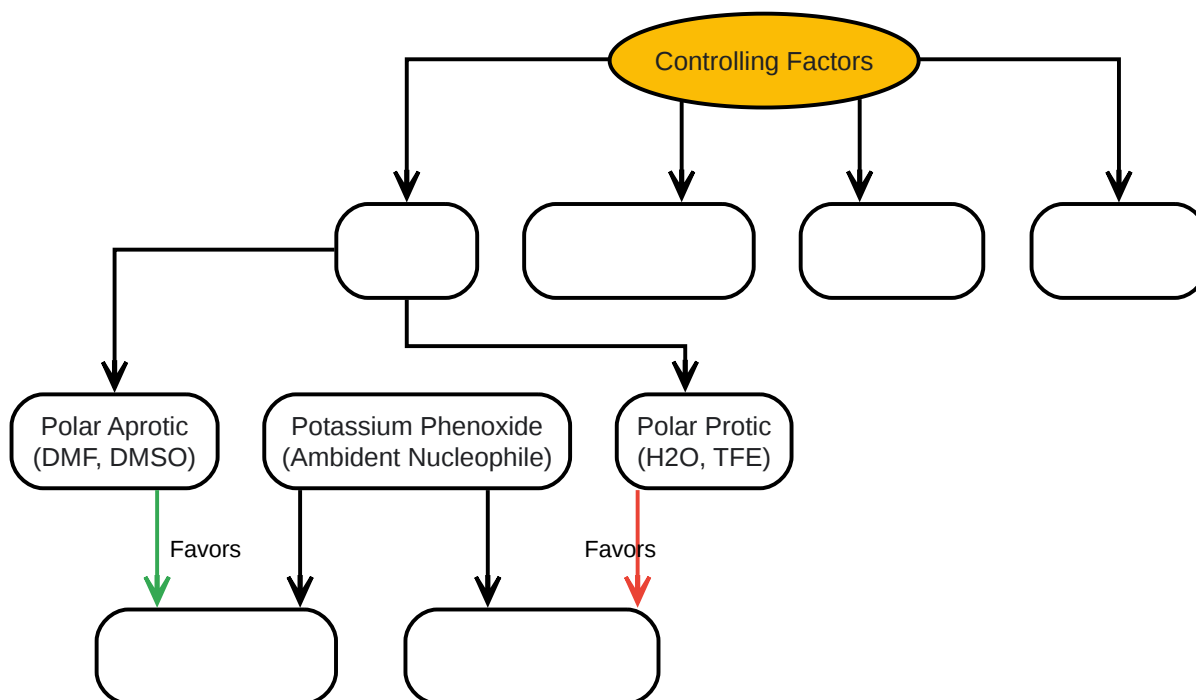 Controlling Factors
Polar Aprotic
(DMF, DMSO)
Potassium Phenoxide
(Ambident Nucleophile)
Polar Protic
(H2O, TFE)
Favors
Favors